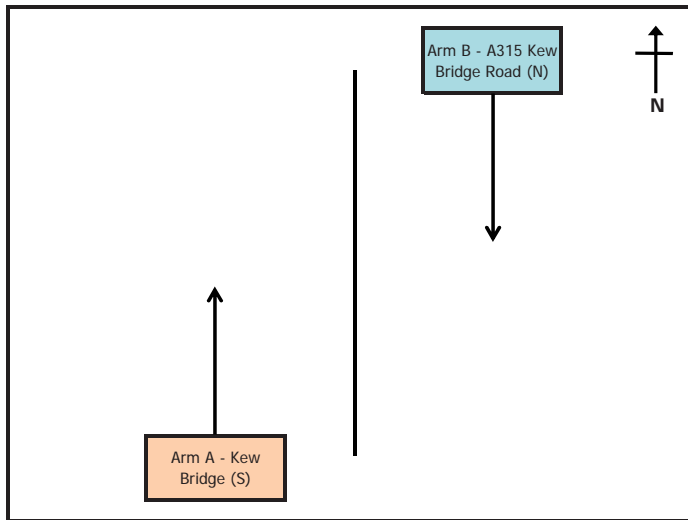 Arm B - A315 Kew
Bridge Road (N)
N
Arm A - Kew
Bridge (S)